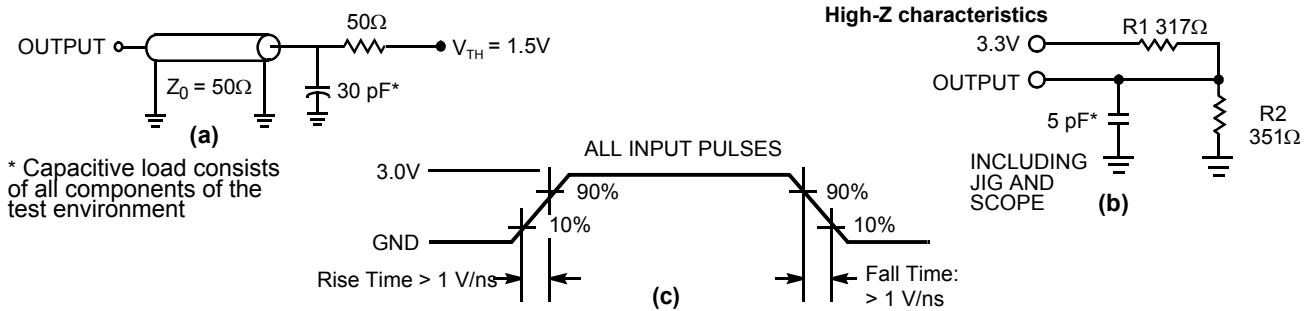 50Ω
OUTPUT
V_TH = 1.5V
Z₀ = 50Ω
30 pF*
(a)
* Capacitive load consists
of all components of the
test environment
High-Z characteristics
R1 317Ω
3.3V
OUTPUT
5 pF*
R2
351Ω
INCLUDING
JIG AND
SCOPE
(b)
ALL INPUT PULSES
3.0V
90%
90%
10%
10%
GND
Rise Time > 1 V/ns
(c)
Fall Time:
> 1 V/ns